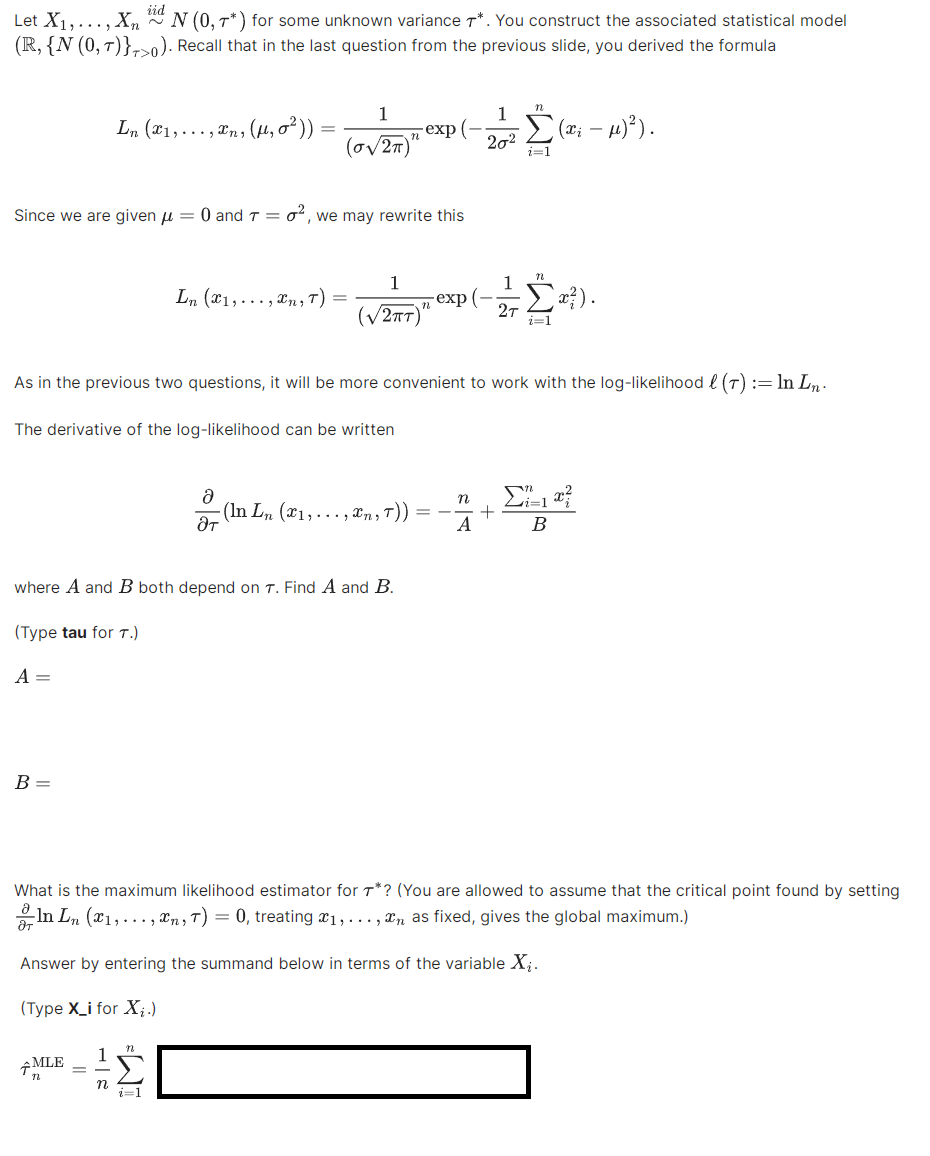 Let $X_1, \ldots, X_n \overset{iid}{\sim} N(0, \tau^*)$ for some unknown variance $\tau^*$. You construct the associated statistical model
$(\mathbb{R}, \{N(0, \tau)\}_{\tau>0})$. Recall that in the last question from the previous slide, you derived the formula
$L_n(x_1, \ldots, x_n, (\mu, \sigma^2)) = \frac{1}{(\sigma\sqrt{2\pi})^n} \exp(-\frac{1}{2\sigma^2} \sum_{i=1}^{n} (x_i - \mu)^2).$
Since we are given $\mu = 0$ and $\tau = \sigma^2$, we may rewrite this
$L_n(x_1, \ldots, x_n, \tau) = \frac{1}{(\sqrt{2\pi\tau})^n} \exp(-\frac{1}{2\tau} \sum_{i=1}^{n} x_i^2).$
As in the previous two questions, it will be more convenient to work with the log-likelihood $\ell(\tau) := \ln L_n$.
The derivative of the log-likelihood can be written
$\frac{\partial}{\partial\tau}(\ln L_n(x_1, \ldots, x_n, \tau)) = -\frac{n}{A} + \frac{\sum_{i=1}^{n} x_i^2}{B}$
where $A$ and $B$ both depend on $\tau$. Find $A$ and $B$.
(Type tau for $\tau$.)
$A =$
$B =$
What is the maximum likelihood estimator for $\tau^*$? (You are allowed to assume that the critical point found by setting
$\frac{\partial}{\partial\tau} \ln L_n(x_1, \ldots, x_n, \tau) = 0$, treating $x_1, \ldots, x_n$ as fixed, gives the global maximum.)
Answer by entering the summand below in terms of the variable $X_i$.
(Type X_i for $X_i$.)
$\hat{\tau}_n^{\mathrm{MLE}} = \frac{1}{n} \sum_{i=1}^{n}$